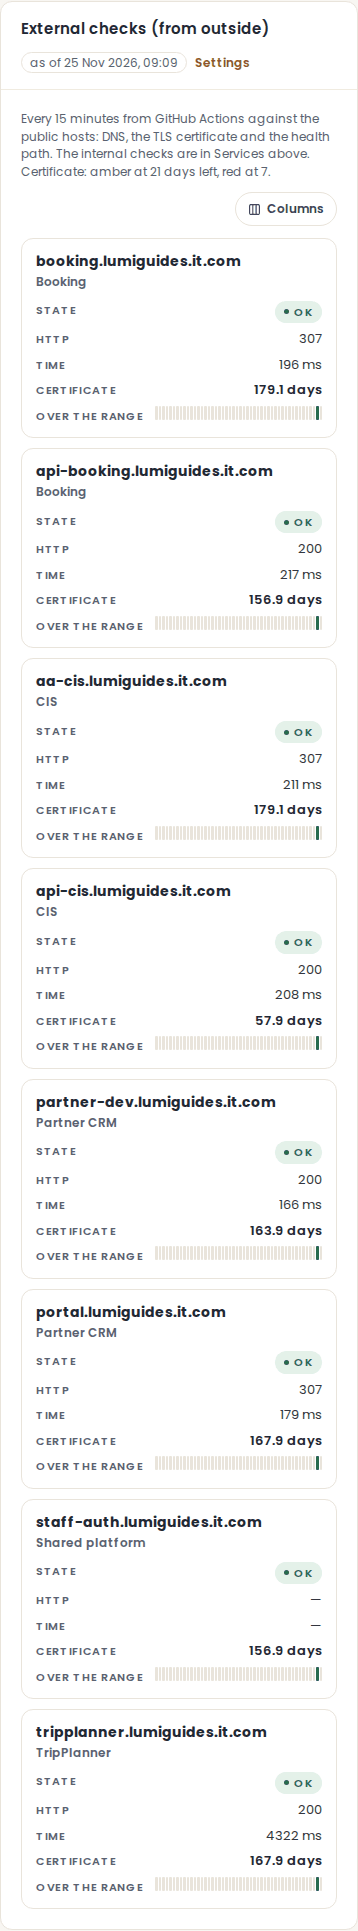 External checks (from outside)
as of 25 Nov 2026, 09:09 Settings
Every 15 minutes from GitHub Actions against the
public hosts: DNS, the TLS certificate and the health
path. The internal checks are in Services above.
Certificate: amber at 21 days left, red at 7.
Columns
booking.lumiguides.it.com
Booking
STATE OK
HTTP 307
TIME 196 ms
CERTIFICATE 179.1 days
OVER THE RANGE
api-booking.lumiguides.it.com
Booking
STATE OK
HTTP 200
TIME 217 ms
CERTIFICATE 156.9 days
OVER THE RANGE
aa-cis.lumiguides.it.com
CIS
STATE OK
HTTP 307
TIME 211 ms
CERTIFICATE 179.1 days
OVER THE RANGE
api-cis.lumiguides.it.com
CIS
STATE OK
HTTP 200
TIME 208 ms
CERTIFICATE 57.9 days
OVER THE RANGE
partner-dev.lumiguides.it.com
Partner CRM
STATE OK
HTTP 200
TIME 166 ms
CERTIFICATE 163.9 days
OVER THE RANGE
portal.lumiguides.it.com
Partner CRM
STATE OK
HTTP 307
TIME 179 ms
CERTIFICATE 167.9 days
OVER THE RANGE
staff-auth.lumiguides.it.com
Shared platform
STATE OK
HTTP —
TIME —
CERTIFICATE 156.9 days
OVER THE RANGE
tripplanner.lumiguides.it.com
TripPlanner
STATE OK
HTTP 200
TIME 4322 ms
CERTIFICATE 167.9 days
OVER THE RANGE